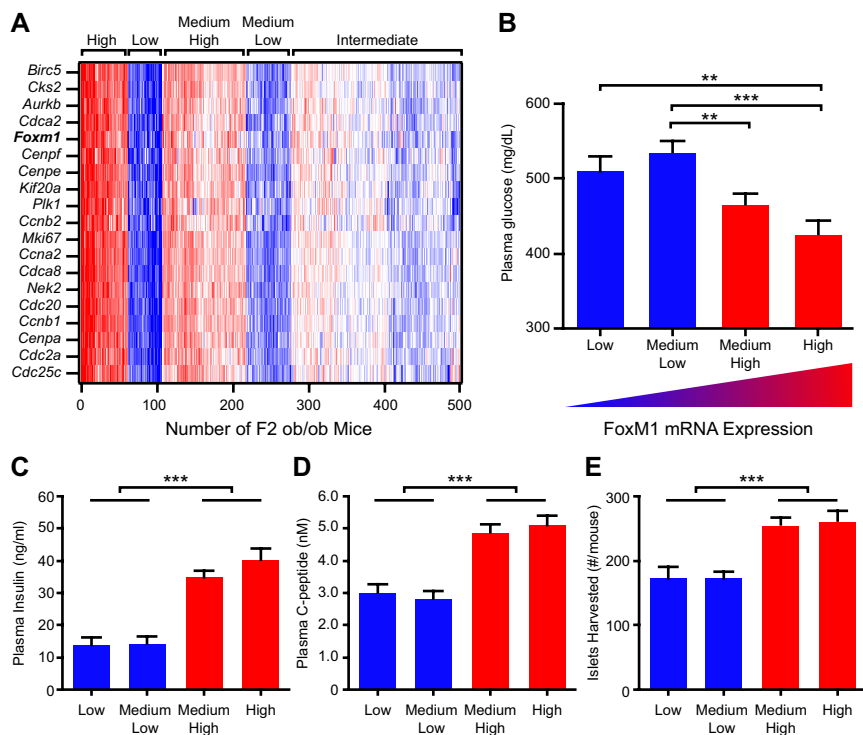 A
High
Low
Medium
High
Medium
Low
Intermediate
Birc5
Cks2
Aurkb
Cdca2
Foxm1
Cenpf
Cenpe
Kif20a
Plk1
Ccnb2
Mki67
Ccna2
Cdca8
Nek2
Cdc20
Ccnb1
Cenpa
Cdc2a
Cdc25c
0 100 200 300 400 500
Number of F2 ob/ob Mice
B
**
***
**
Plasma glucose (mg/dL)
600
500
400
300
Low
Medium
Low
Medium
High
High
FoxM1 mRNA Expression
C
***
Plasma Insulin (ng/ml)
60
50
40
30
20
10
0
Low
Medium
Low
Medium
High
High
D
***
Plasma C-peptide (nM)
6.0
5.0
4.0
3.0
2.0
1.0
0
Low
Medium
Low
Medium
High
High
E
***
Islets Harvested (#/mouse)
300
200
100
0
Low
Medium
Low
Medium
High
High